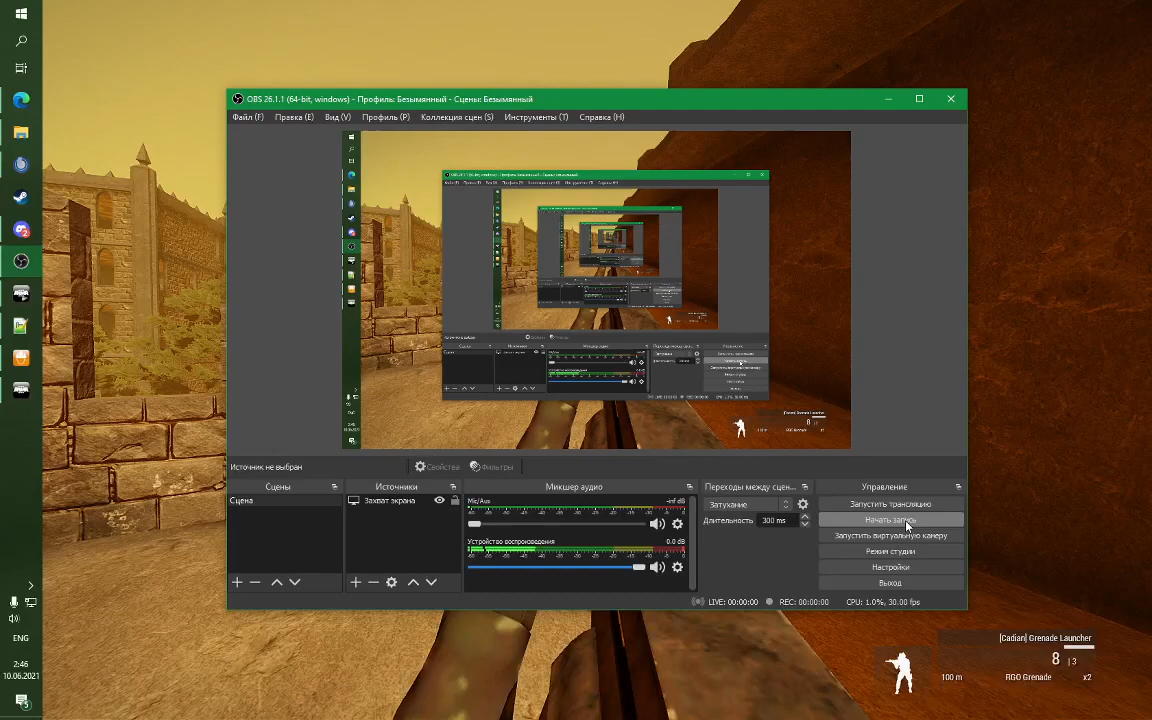 OBS 26.1.1 (64-bit, windows) - Профиль: Безымянный - Сцены: Безымянный
Файл (F) Правка (E) Вид (V) Профиль (P) Коллекция сцен (S) Инструменты (T) Справка (H)
Источник не выбран
Свойства
Фильтры
Сцены
Сцена
Источники
Захват экрана
Микшер аудио
Mic/Aux
-inf dB
Устройство воспроизведения
0.0 dB
Переходы между сцен...
Затухание
Длительность 300 ms
Управление
Запустить трансляцию
Начать запись
Запустить виртуальную камеру
Режим студии
Настройки
Выход
LIVE: 00:00:00 REC: 00:00:00 CPU: 1.0%, 30.00 fps
ENG
2:46
10.06.2021
5
[Cadian] Grenade Launcher
8 | 3
100 m RGO Grenade x2